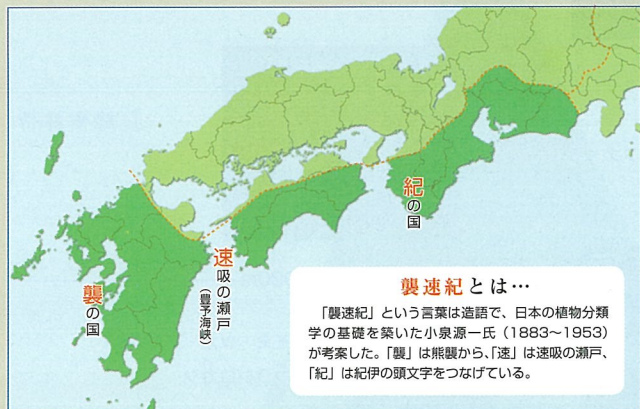 紀の国
速吸の瀬戸
（豊予海峡）
襲の国
襲速紀とは…
「襲速紀」という言葉は造語で、日本の植物分類
学の基礎を築いた小泉源一氏（1883～1953）
が考案した。「襲」は熊襲から、「速」は速吸の瀬戸、
「紀」は紀伊の頭文字をつなげている。